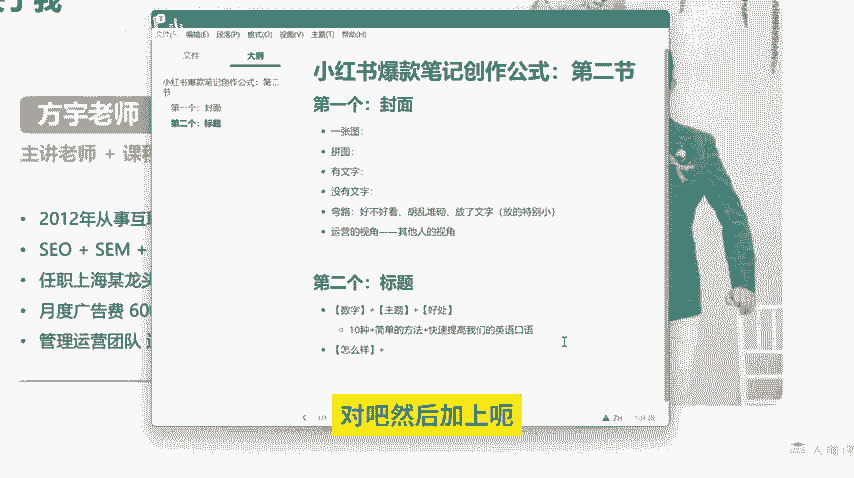 了我
方宇老师
主讲老师 + 课程
• 2012年从事互联
• SEO + SEM +
• 任职上海某龙头
• 月度广告费 600
• 管理运营团队
文件(F) 编辑(E) 段落(P) 格式(O) 视图(V) 主题(T) 帮助(H)
文件 大纲
小红书爆款笔记创作公式：第二节
第一个：封面
第二个：标题
小红书爆款笔记创作公式：第二节
第一个：封面
• 一张图：
• 拼图：
• 有文字：
• 没有文字：
• 弯路：好不好看、胡乱堆砌、放了文字（放的特别小）
• 运营的视角——其他人的视角
第二个：标题
• 【数字】+【主题】+【好处】
◦ 10种+简单的方法+快速提高我们的英语口语
• 【怎么样】+
对吧然后加上呃